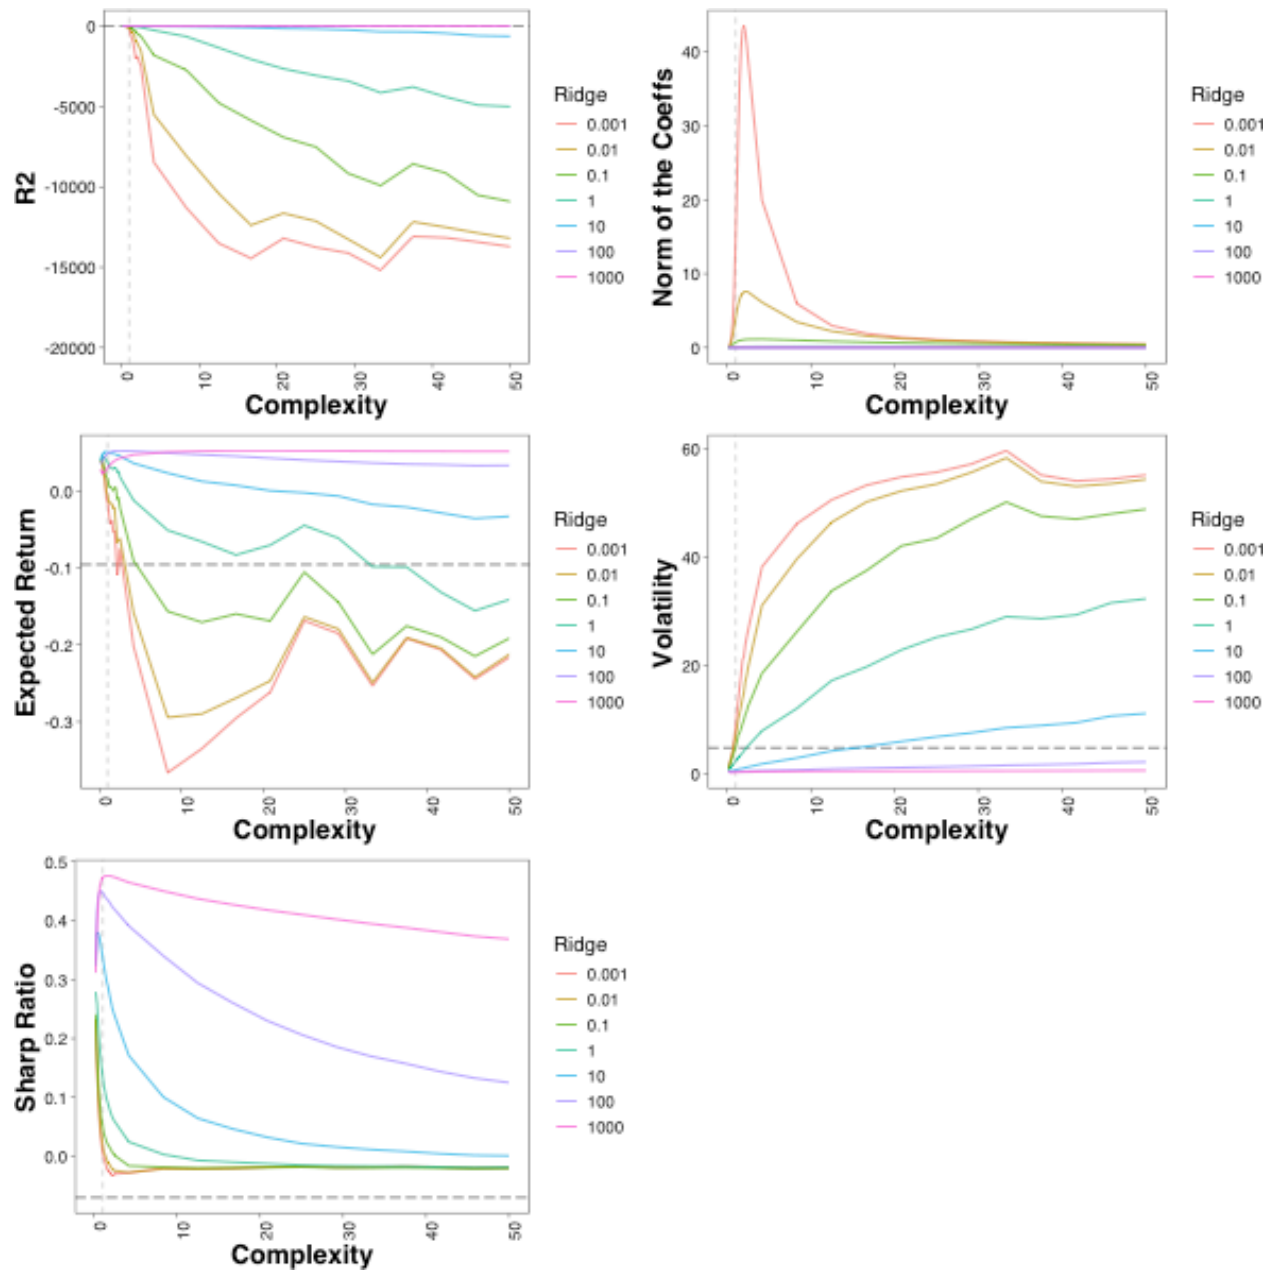 R2
0
-5000
-10000
-15000
-20000
0 10 20 30 40 50
Complexity
Ridge
0.001
0.01
0.1
1
10
100
1000
Norm of the Coeffs
40
30
20
10
0
0 10 20 30 40 50
Complexity
Ridge
0.001
0.01
0.1
1
10
100
1000
Expected Return
0.0
-0.1
-0.2
-0.3
0 10 20 30 40 50
Complexity
Ridge
0.001
0.01
0.1
1
10
100
1000
Volatility
60
40
20
0
0 10 20 30 40 50
Complexity
Ridge
0.001
0.01
0.1
1
10
100
1000
Sharp Ratio
0.5
0.4
0.3
0.2
0.1
0.0
0 10 20 30 40 50
Complexity
Ridge
0.001
0.01
0.1
1
10
100
1000